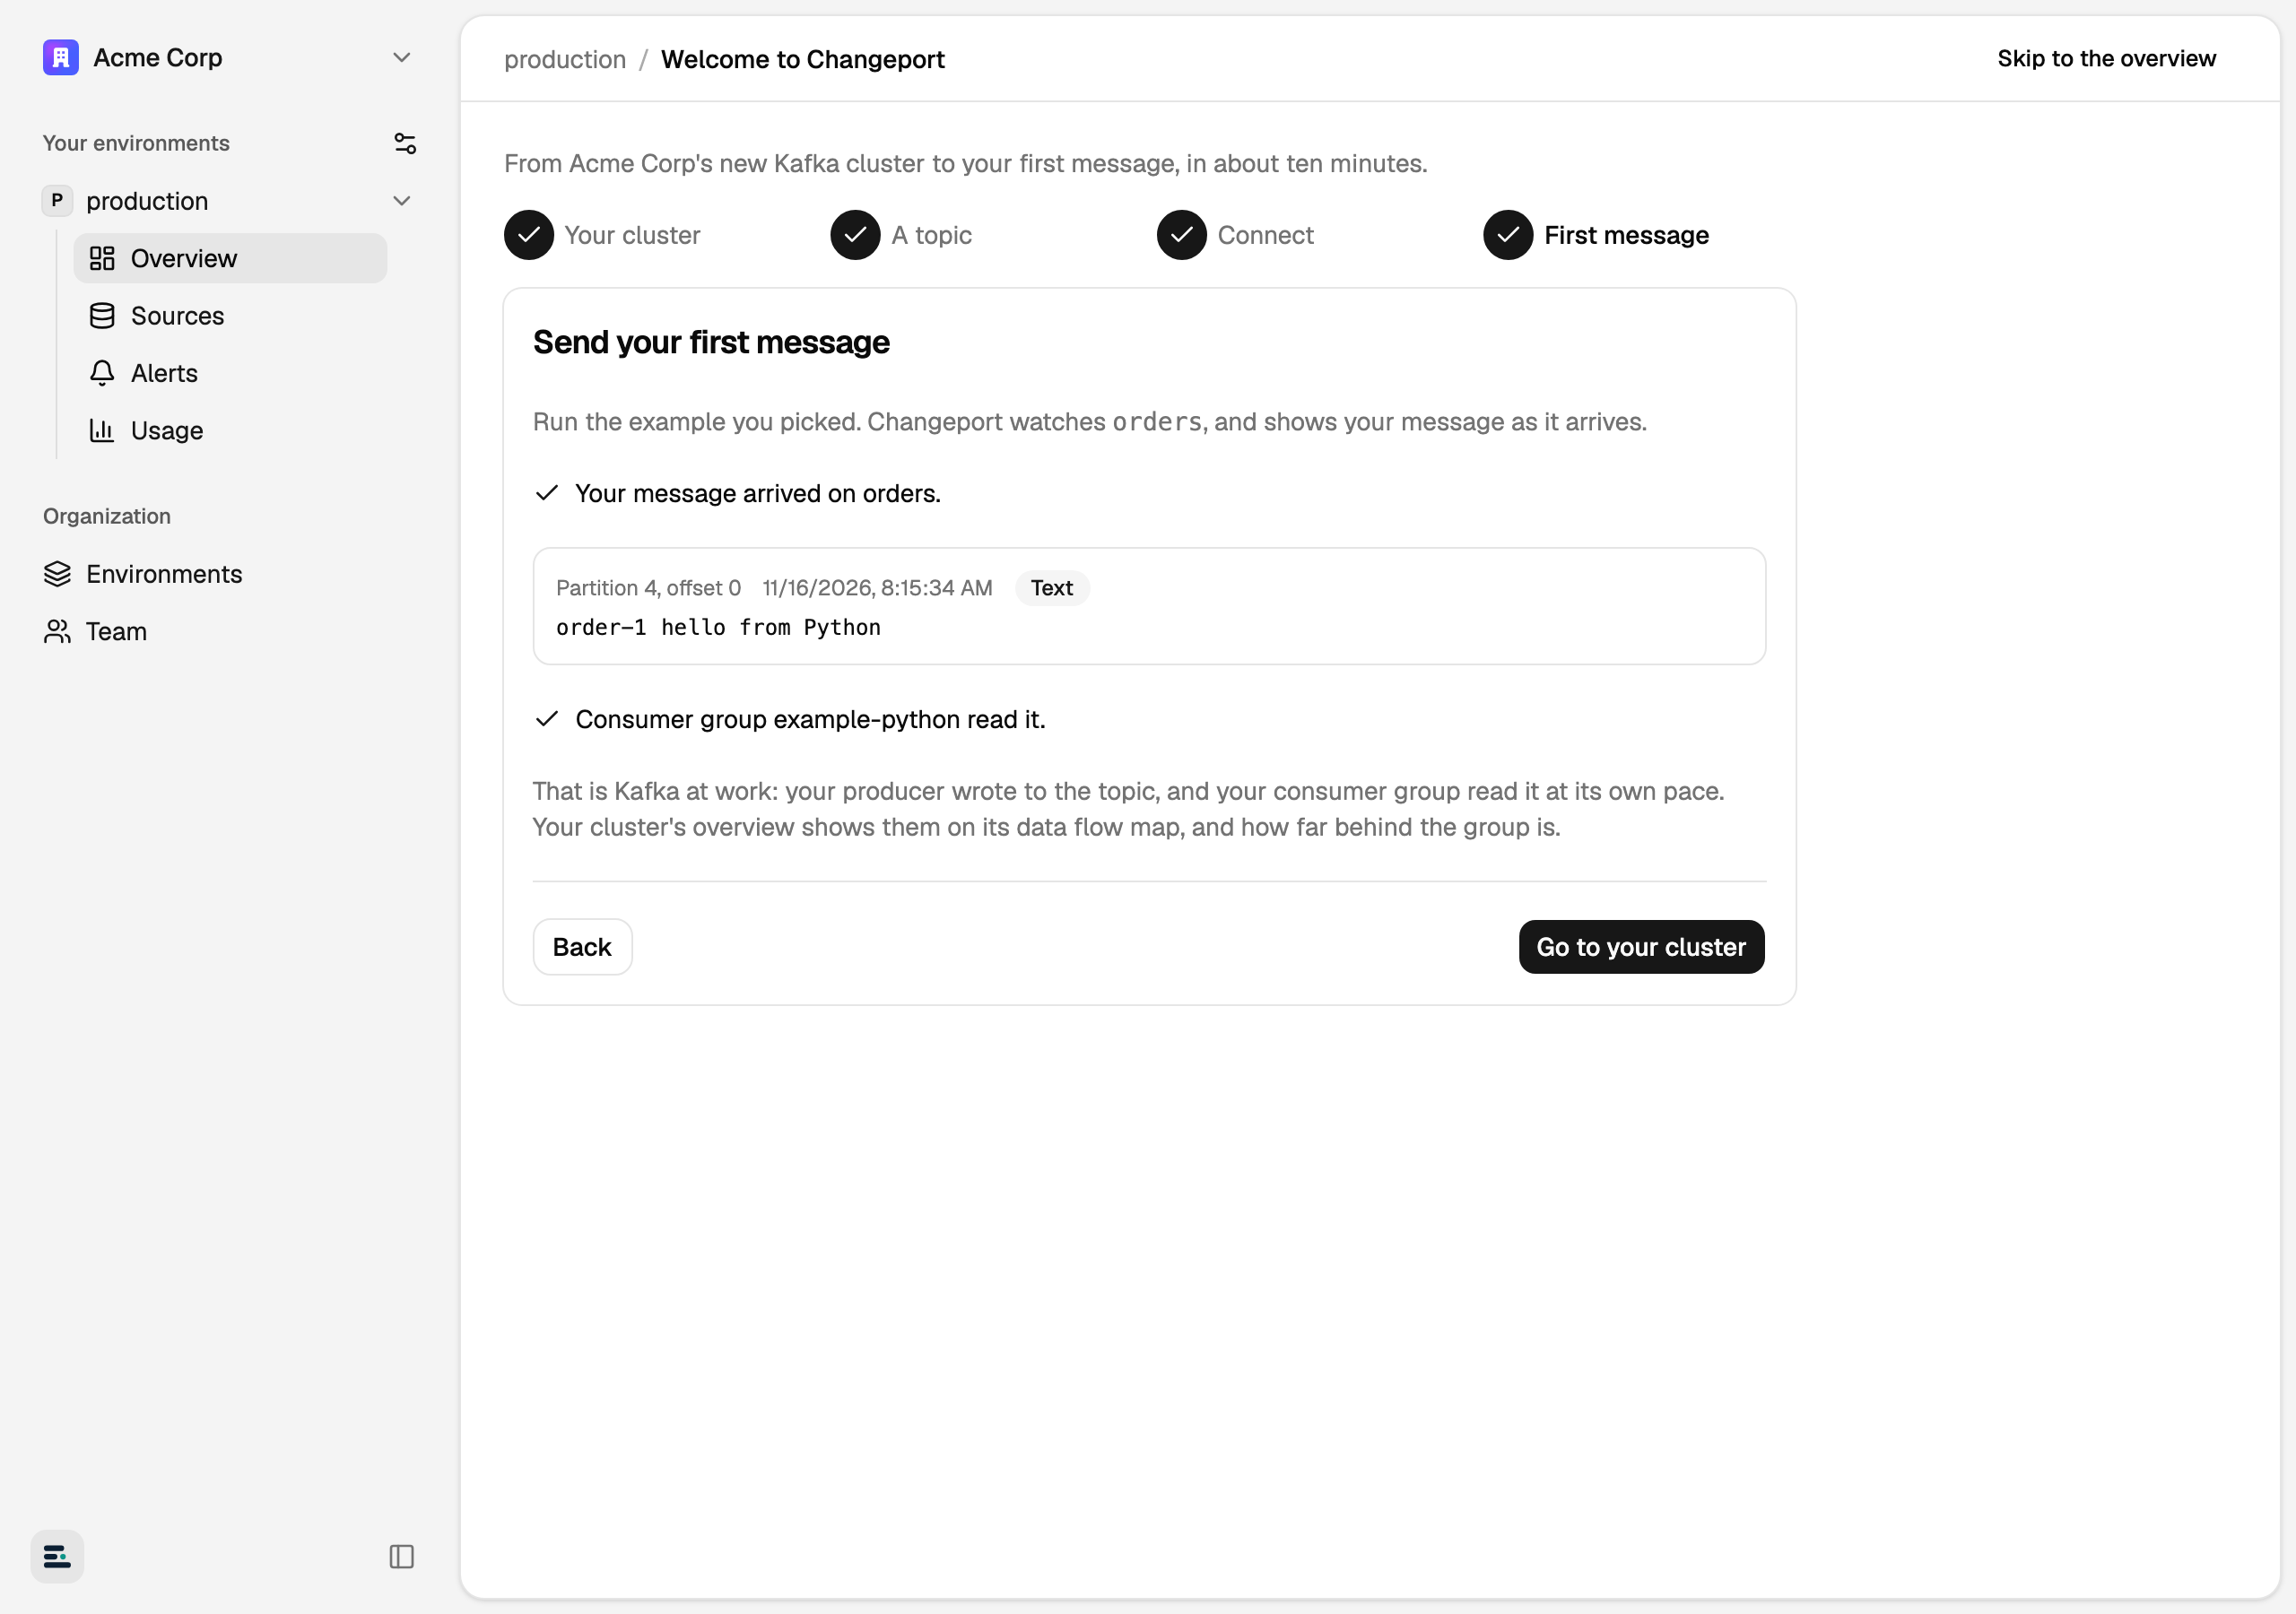 Acme Corp
Your environments
P production
Overview
Sources
Alerts
Usage
Organization
Environments
Team
production / Welcome to Changeport
Skip to the overview
From Acme Corp's new Kafka cluster to your first message, in about ten minutes.
Your cluster
A topic
Connect
First message
Send your first message
Run the example you picked. Changeport watches orders, and shows your message as it arrives.
Your message arrived on orders.
Partition 4, offset 0 11/16/2026, 8:15:34 AM Text
order-1 hello from Python
Consumer group example-python read it.
That is Kafka at work: your producer wrote to the topic, and your consumer group read it at its own pace.
Your cluster's overview shows them on its data flow map, and how far behind the group is.
Back
Go to your cluster